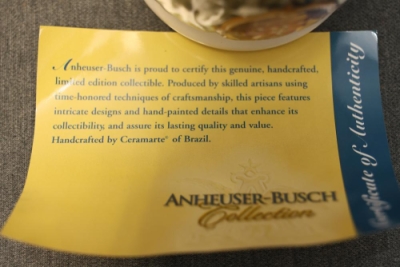 Anheuser-Busch is proud to certify this genuine, handcrafted,
limited edition collectible. Produced by skilled artisans using
time-honored techniques of craftsmanship, this piece features
intricate designs and hand-painted details that enhance its
collectibility, and assure its lasting quality and value.
Handcrafted by Ceramarte® of Brazil.
ANHEUSER-BUSCH
Collection
Certificate of Authenticity